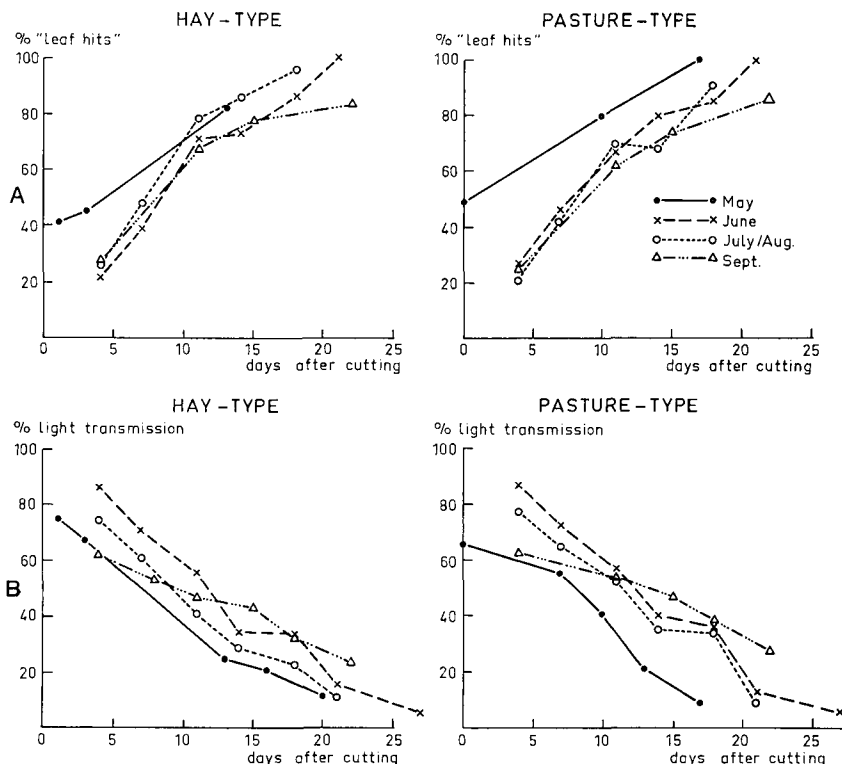 HAY-TYPE
% "leaf hits"
100
80
60
40
20
0 5 10 15 20 25
days after cutting
A
PASTURE-TYPE
% "leaf hits"
100
80
60
40
20
0 5 10 15 20 25
days after cutting
May
June
July/Aug.
Sept.
HAY-TYPE
% light transmission
100
80
60
40
20
0 5 10 15 20 25
days after cutting
B
PASTURE-TYPE
% light transmission
100
80
60
40
20
0 5 10 15 20 25
days after cutting